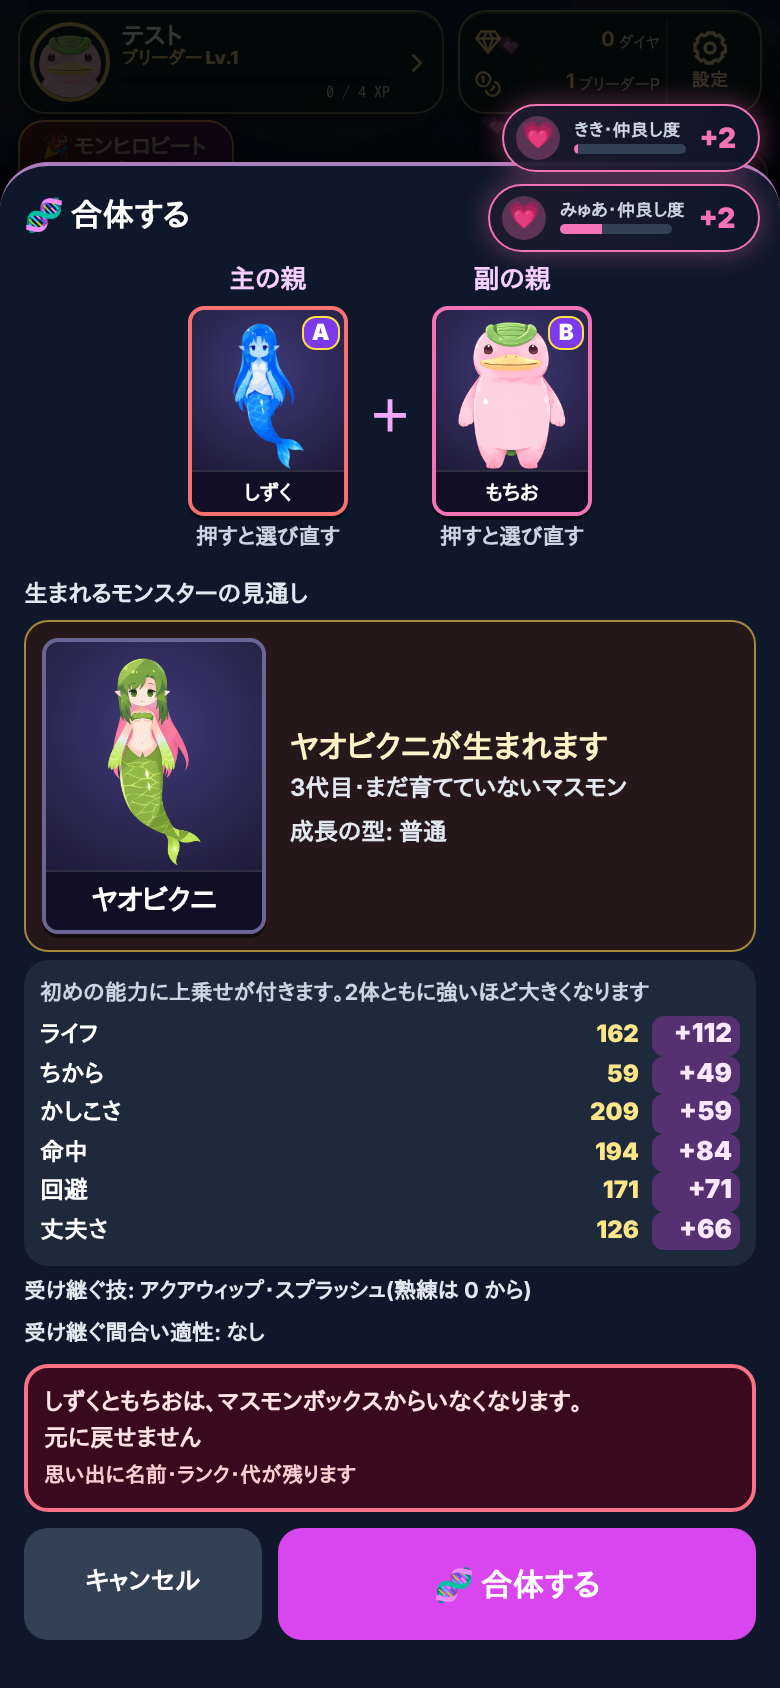 テスト
ブリーダー Lv.1
0 / 4 XP
0 ダイヤ
1 ブリーダーP
設定
モンヒロビート
きき・仲良し度
+2
みゅあ・仲良し度
+2
合体する
主の親
副の親
A
B
しずく
もちお
+
押すと選び直す
押すと選び直す
生まれるモンスターの見通し
ヤオビクニ
ヤオビクニが生まれます
3代目・まだ育てていないマスモン
成長の型: 普通
初めの能力に上乗せが付きます。2体ともに強いほど大きくなります
ライフ 162 +112
ちから 59 +49
かしこさ 209 +59
命中 194 +84
回避 171 +71
丈夫さ 126 +66
受け継ぐ技: アクアウィップ・スプラッシュ(熟練は 0 から)
受け継ぐ間合い適性: なし
しずくともちおは、マスモンボックスからいなくなります。
元に戻せません
思い出に名前・ランク・代が残ります
キャンセル
合体する